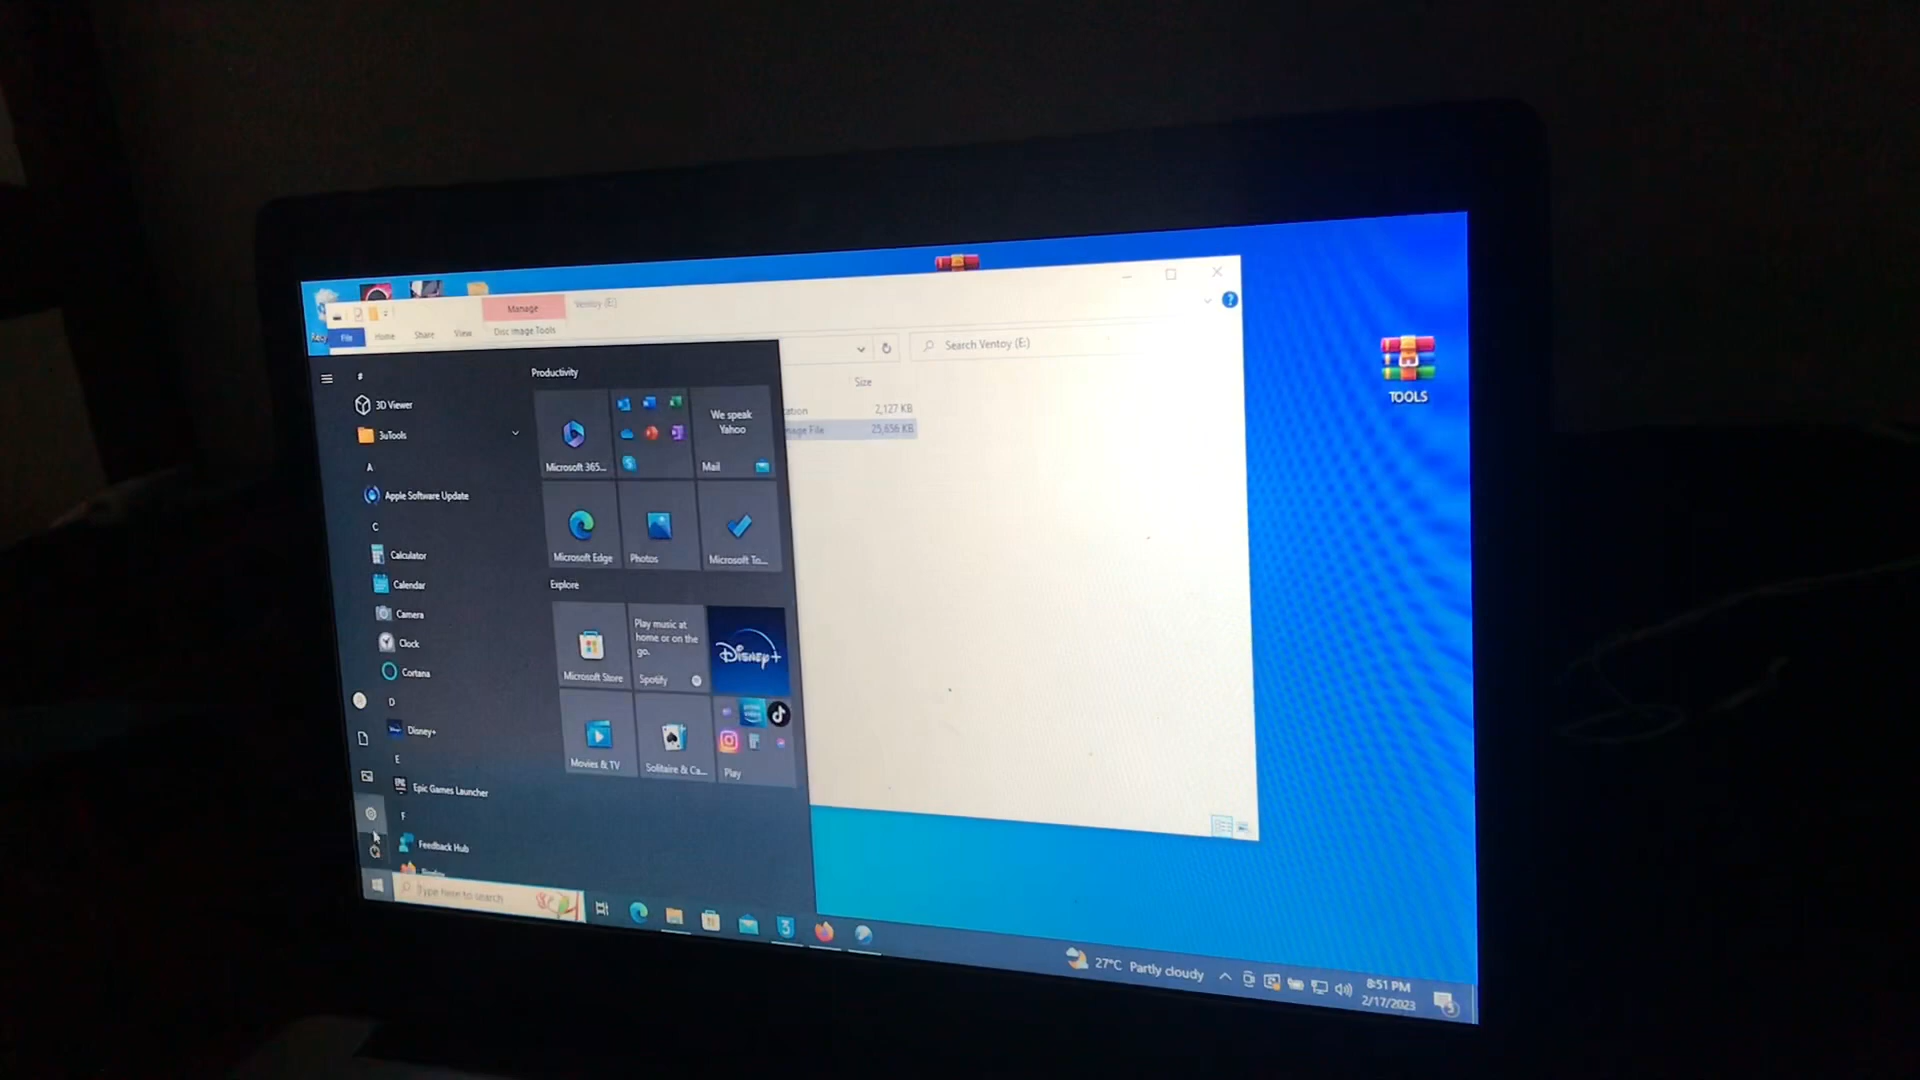 Manage
Ventoy (E:)
File
Home
Share
View
Disc Image Tools
Search Ventoy (E:)
Size
2,127 KB
25,656 KB
TOOLS
#
3D Viewer
3uTools
A
Apple Software Update
C
Calculator
Calendar
Camera
Clock
Cortana
D
Disney+
E
Epic Games Launcher
F
Feedback Hub
Productivity
Microsoft 365...
We speak
Yahoo
Mail
Microsoft Edge
Photos
Microsoft To...
Explore
Microsoft Store
Play music at
home or on the
go.
Spotify
Disney+
Movies & TV
Solitaire & Ca...
prime video
Play
Type here to search
27°C Partly cloudy
8:51 PM
2/17/2023